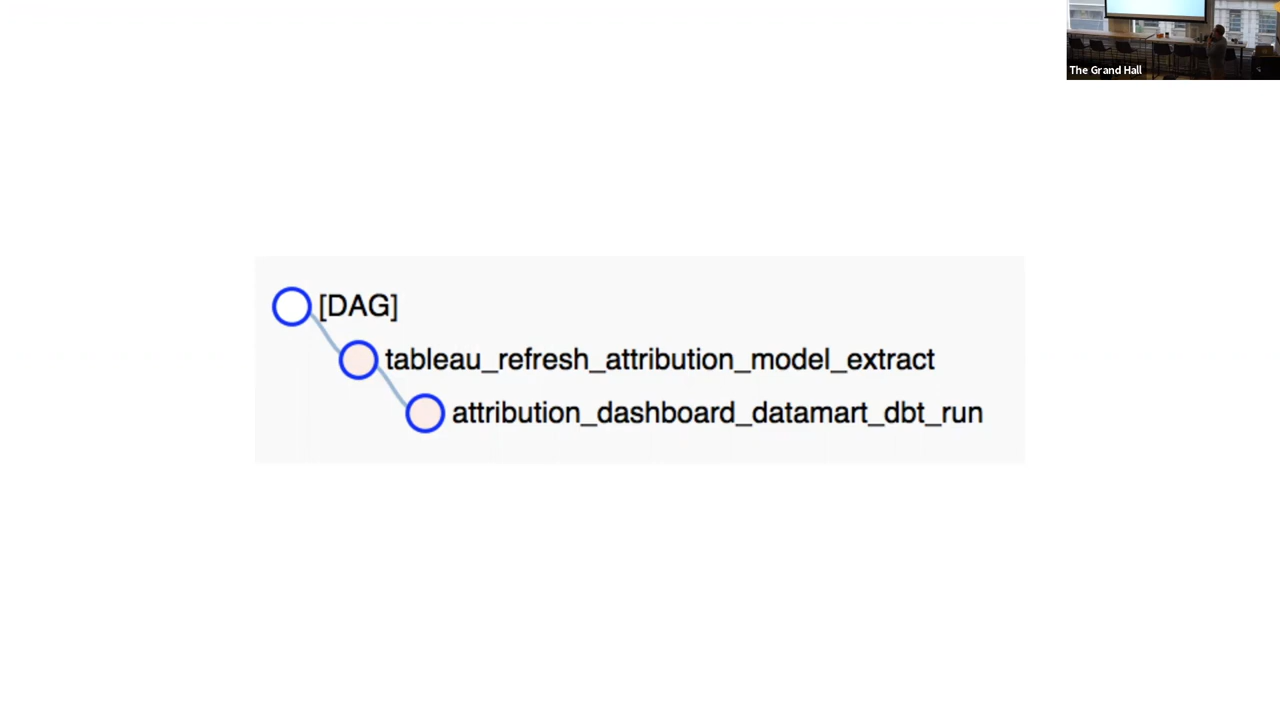 The Grand Hall
[DAG]
tableau_refresh_attribution_model_extract
attribution_dashboard_datamart_dbt_run